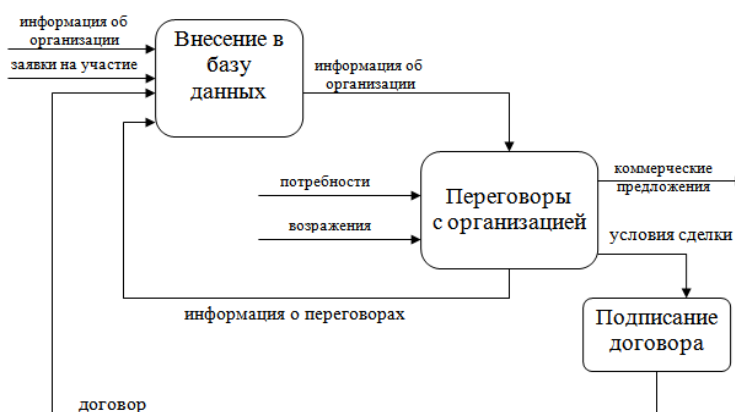 информация об
организации
заявки на участие
Внесение в
базу
данных
информация об
организации
потребности
возражения
Переговоры
с организацией
коммерческие
предложения
условия сделки
информация о переговорах
Подписание
договора
договор